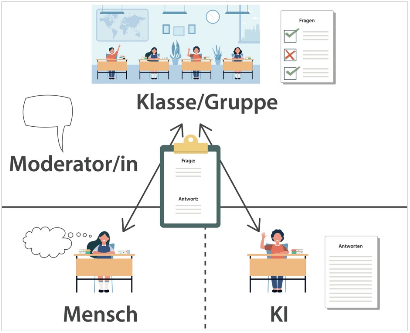 Fragen
Klasse/Gruppe
Moderator/in
Frage:
Antwort:
Antworten
Mensch
KI